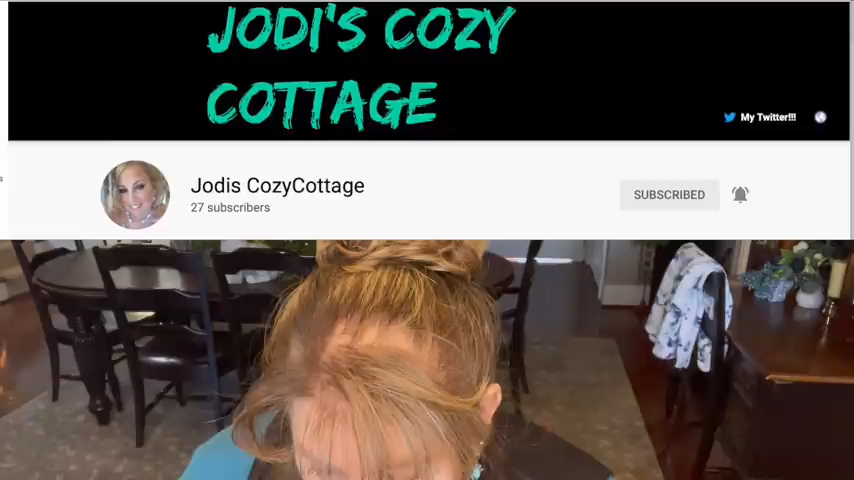 JODI'S COZY
COTTAGE
My Twitter!!!
Jodis CozyCottage
27 subscribers
SUBSCRIBED